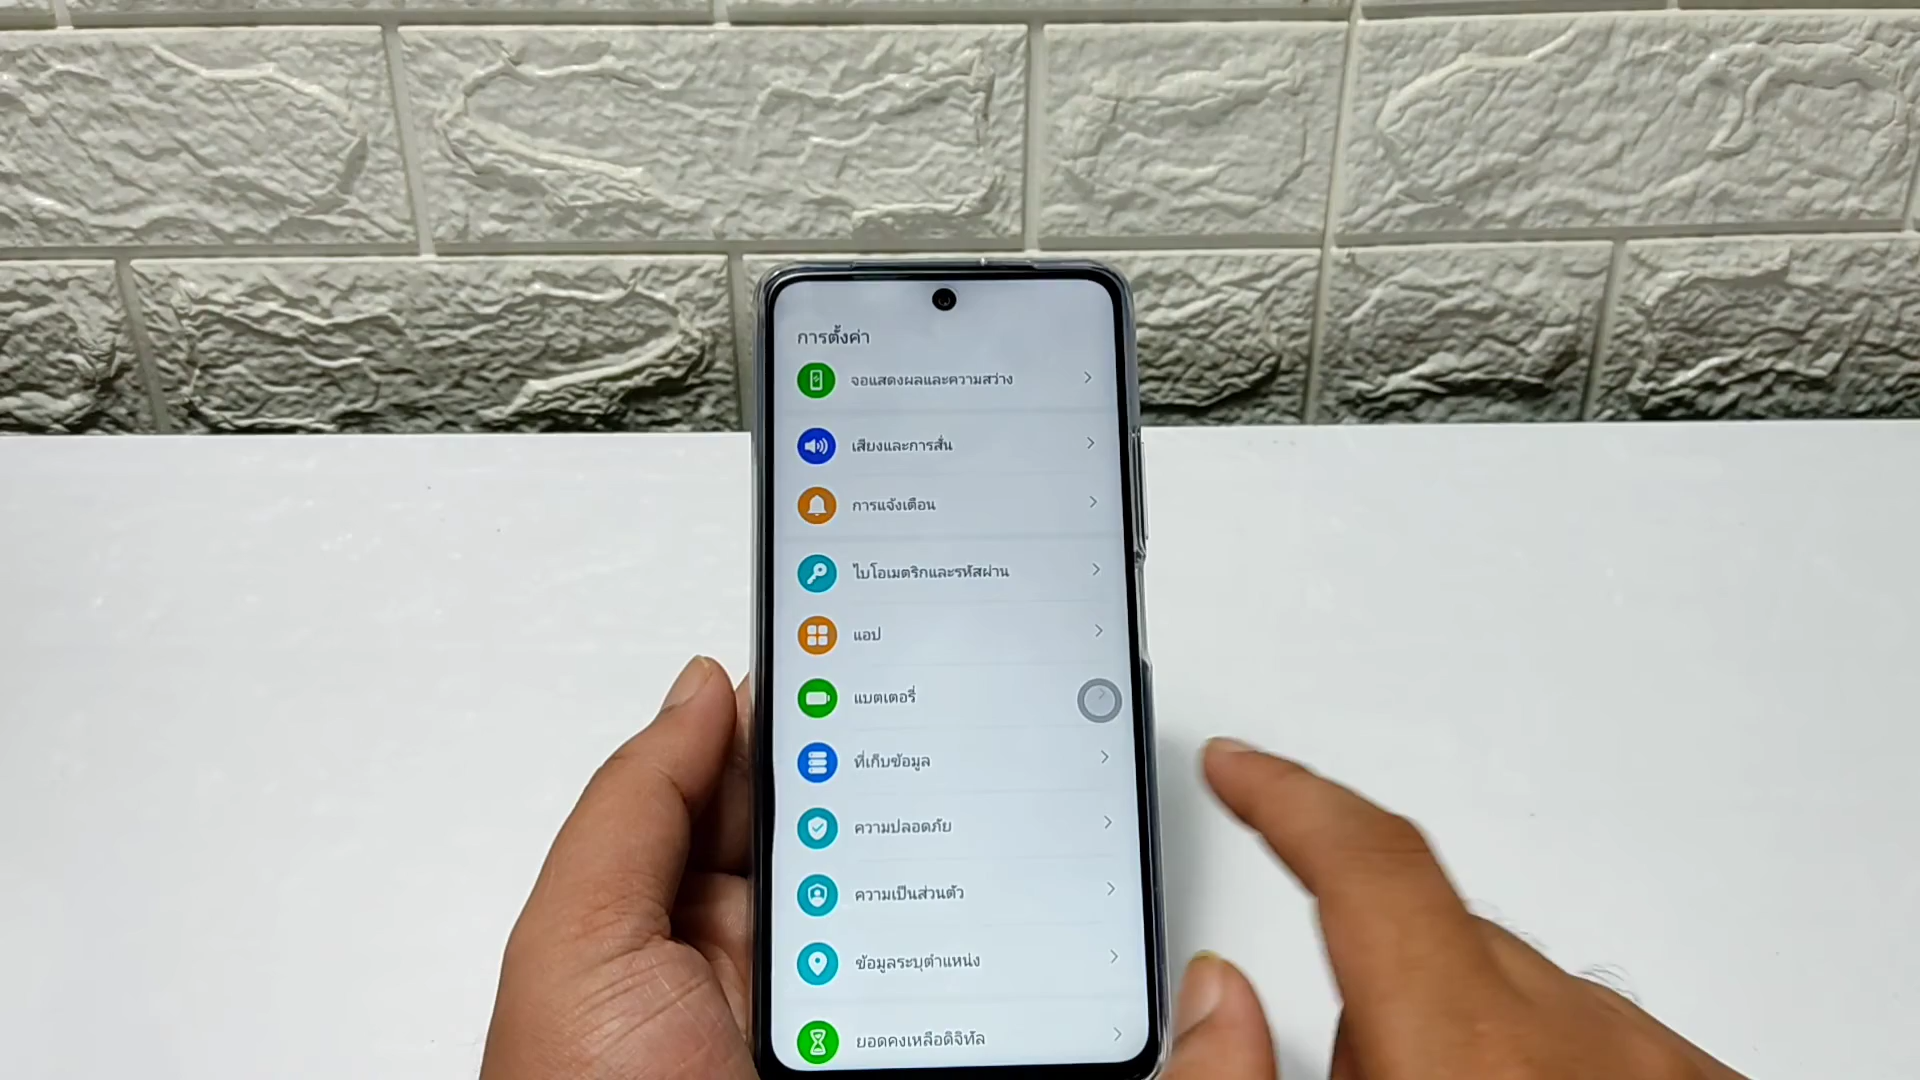 การตั้งค่า
จอแสดงผลและความสว่าง
เสียงและการสั่น
การแจ้งเตือน
ไบโอเมตริกและรหัสผ่าน
แอป
แบตเตอรี่
ที่เก็บข้อมูล
ความปลอดภัย
ความเป็นส่วนตัว
ข้อมูลระบุตำแหน่ง
ยอดคงเหลือดิจิทัล